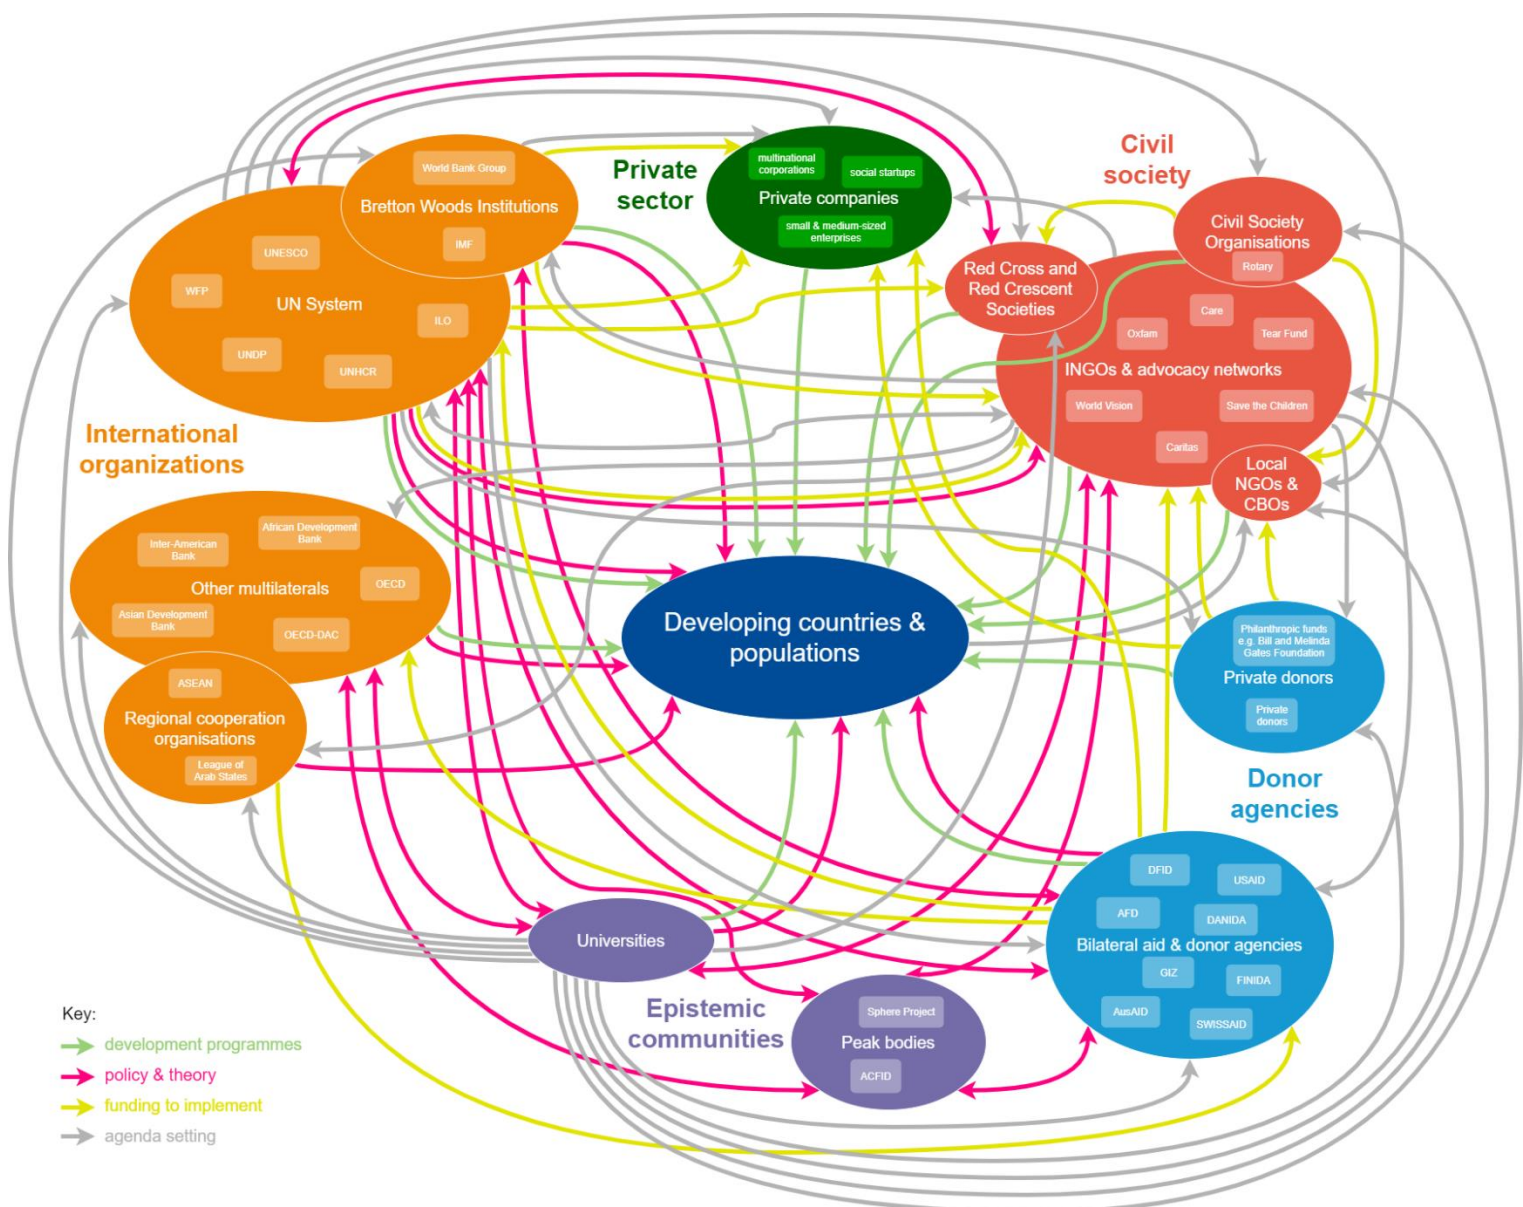 Private
sector
Civil
society
International
organizations
Donor
agencies
Epistemic
communities
World Bank Group
Bretton Woods Institutions
IMF
UNESCO
WFP
UN System
ILO
UNDP
UNHCR
multinational
corporations
social startups
Private companies
small & medium-sized
enterprises
Civil Society
Organisations
Rotary
Red Cross and
Red Crescent
Societies
Care
Oxfam
Tear Fund
INGOs & advocacy networks
World Vision
Save the Children
Caritas
Local
NGOs &
CBOs
African Development
Bank
Inter-American
Bank
Other multilaterals
OECD
Asian Development
Bank
OECD-DAC
ASEAN
Regional cooperation
organisations
League of
Arab States
Developing countries &
populations
Philanthropic funds
e.g. Bill and Melinda
Gates Foundation
Private donors
Private
donors
DFID
USAID
AFD
DANIDA
Bilateral aid & donor agencies
GIZ
FINIDA
AusAID
SWISSAID
Universities
Sphere Project
Peak bodies
ACFID
Key:
development programmes
policy & theory
funding to implement
agenda setting